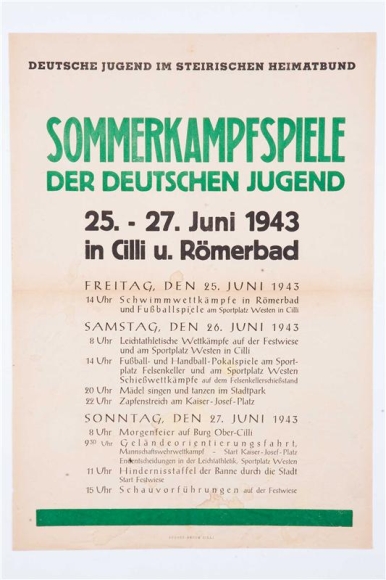 DEUTSCHE JUGEND IM STEIRISCHEN HEIMATBUND
SOMMERKAMPFSPIELE
DER DEUTSCHEN JUGEND
25. - 27. Juni 1943
in Cilli u. Römerbad
FREITAG, DEN 25. JUNI 1943
14 Uhr Schwimmwettkämpfe in Römerbad
und Fußballspiele am Sportplatz Westen in Cilli
SAMSTAG, DEN 26. JUNI 1943
8 Uhr Leichtathletische Wettkämpfe auf der Festwiese
und am Sportplatz Westen in Cilli
14 Uhr Fußball- und Handball-Pokalspiele am Sport-
platz Felsenkeller und am Sportplatz Westen
Schießwettkämpfe auf dem Felsenkellerschießstand
20 Uhr Mädel singen und tanzen im Stadtpark
22 Uhr Zapfenstreich am Kaiser-Josef-Platz
SONNTAG, DEN 27. JUNI 1943
8 Uhr Morgenfeier auf Burg Ober-Cilli
9³⁰ Uhr Geländeorientierungsfahrt,
Mannschaftswehrwettkampf - Start Kaiser-Josef-Platz
Endentscheidungen in der Leichtathletik, Sportplatz Westen
11 Uhr Hindernisstaffel der Banne durch die Stadt
Start Festwiese
15 Uhr Schauvorführungen auf der Festwiese